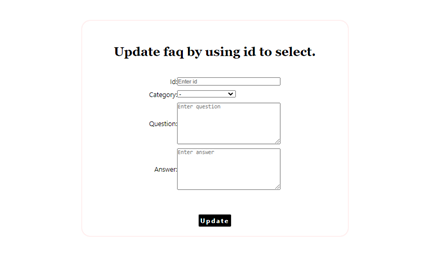 Update faq by using id to select.
Id: Enter id
Category: -
Question: Enter question
Answer: Enter answer
Update